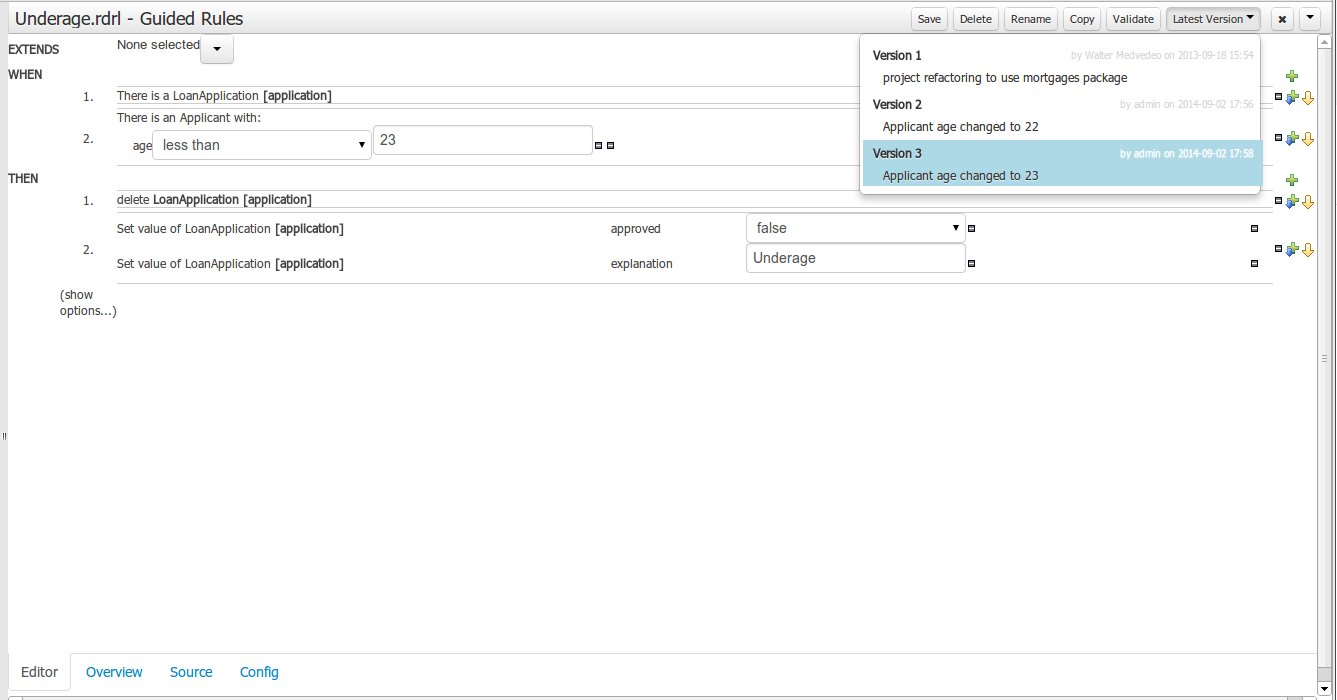 Underage.rdrl - Guided Rules
Save Delete Rename Copy Validate Latest Version
EXTENDS None selected
WHEN
1. There is a LoanApplication [application]
2. There is an Applicant with:
age less than 23
THEN
1. delete LoanApplication [application]
2. Set value of LoanApplication [application] approved false
Set value of LoanApplication [application] explanation Underage
(show
options...)
Version 1 by Walter Medvedeo on 2013-09-18 15:54
project refactoring to use mortgages package
Version 2 by admin on 2014-09-02 17:56
Applicant age changed to 22
Version 3 by admin on 2014-09-02 17:58
Applicant age changed to 23
Editor Overview Source Config